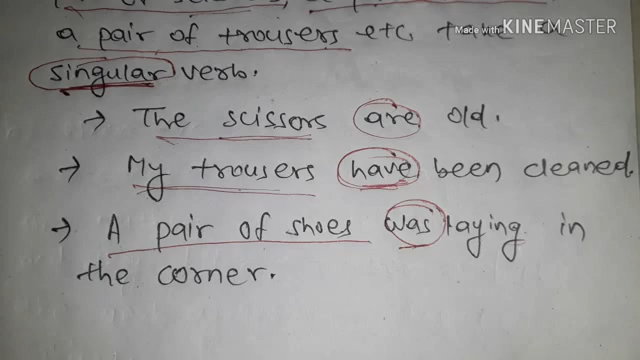 Made with KINEMASTER
a pair of trousers etc, take
singular verb.
→ The scissors are old.
→ My trousers have been cleaned.
→ A pair of shoes was laying in
the corner.